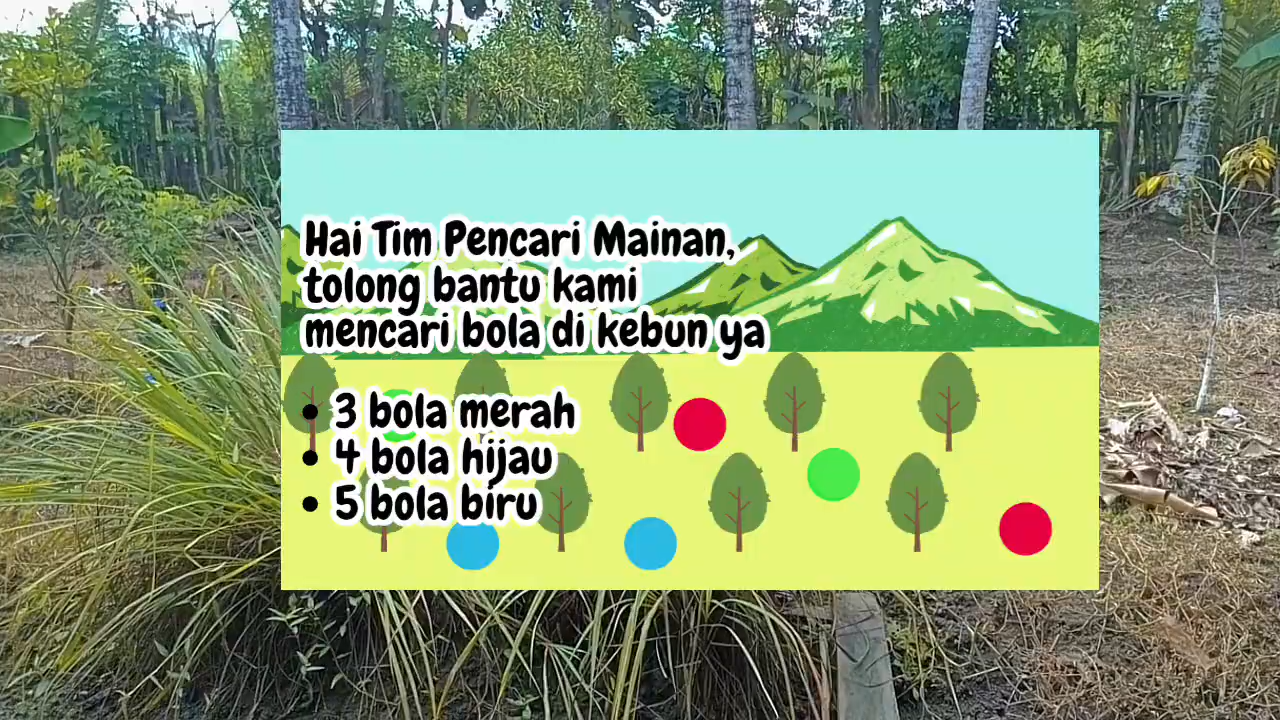 Hai Tim Pencari Mainan,
tolong bantu kami
mencari bola di kebun ya
• 3 bola merah
• 4 bola hijau
• 5 bola biru